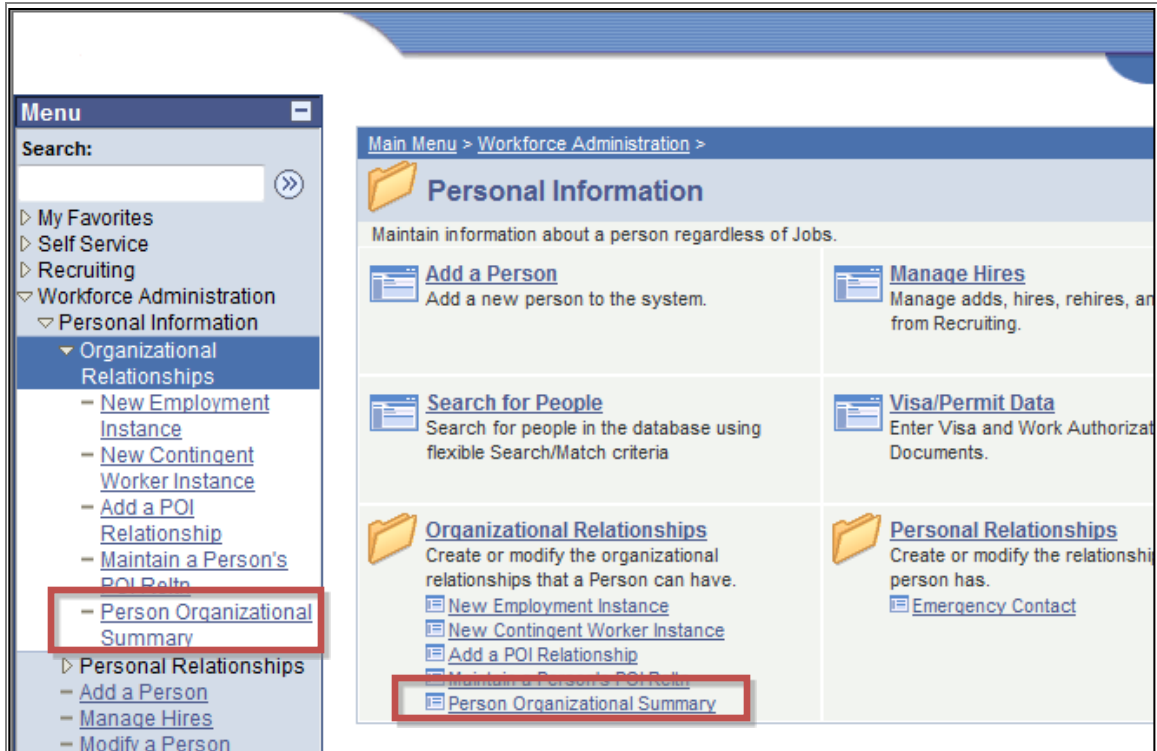 Menu
Search:
My Favorites
Self Service
Recruiting
Workforce Administration
Personal Information
Organizational
Relationships
New Employment
Instance
New Contingent
Worker Instance
Add a POI
Relationship
Maintain a Person's
POI Reltn
Person Organizational
Summary
Personal Relationships
Add a Person
Manage Hires
Modify a Person
Main Menu > Workforce Administration >
Personal Information
Maintain information about a person regardless of Jobs.
Add a Person
Add a new person to the system.
Manage Hires
Manage adds, hires, rehires, an
from Recruiting.
Search for People
Search for people in the database using
flexible Search/Match criteria
Visa/Permit Data
Enter Visa and Work Authorizat
Documents.
Organizational Relationships
Create or modify the organizational
relationships that a Person can have.
New Employment Instance
New Contingent Worker Instance
Add a POI Relationship
Maintain a Person's POI Reltn
Person Organizational Summary
Personal Relationships
Create or modify the relationship
person has.
Emergency Contact